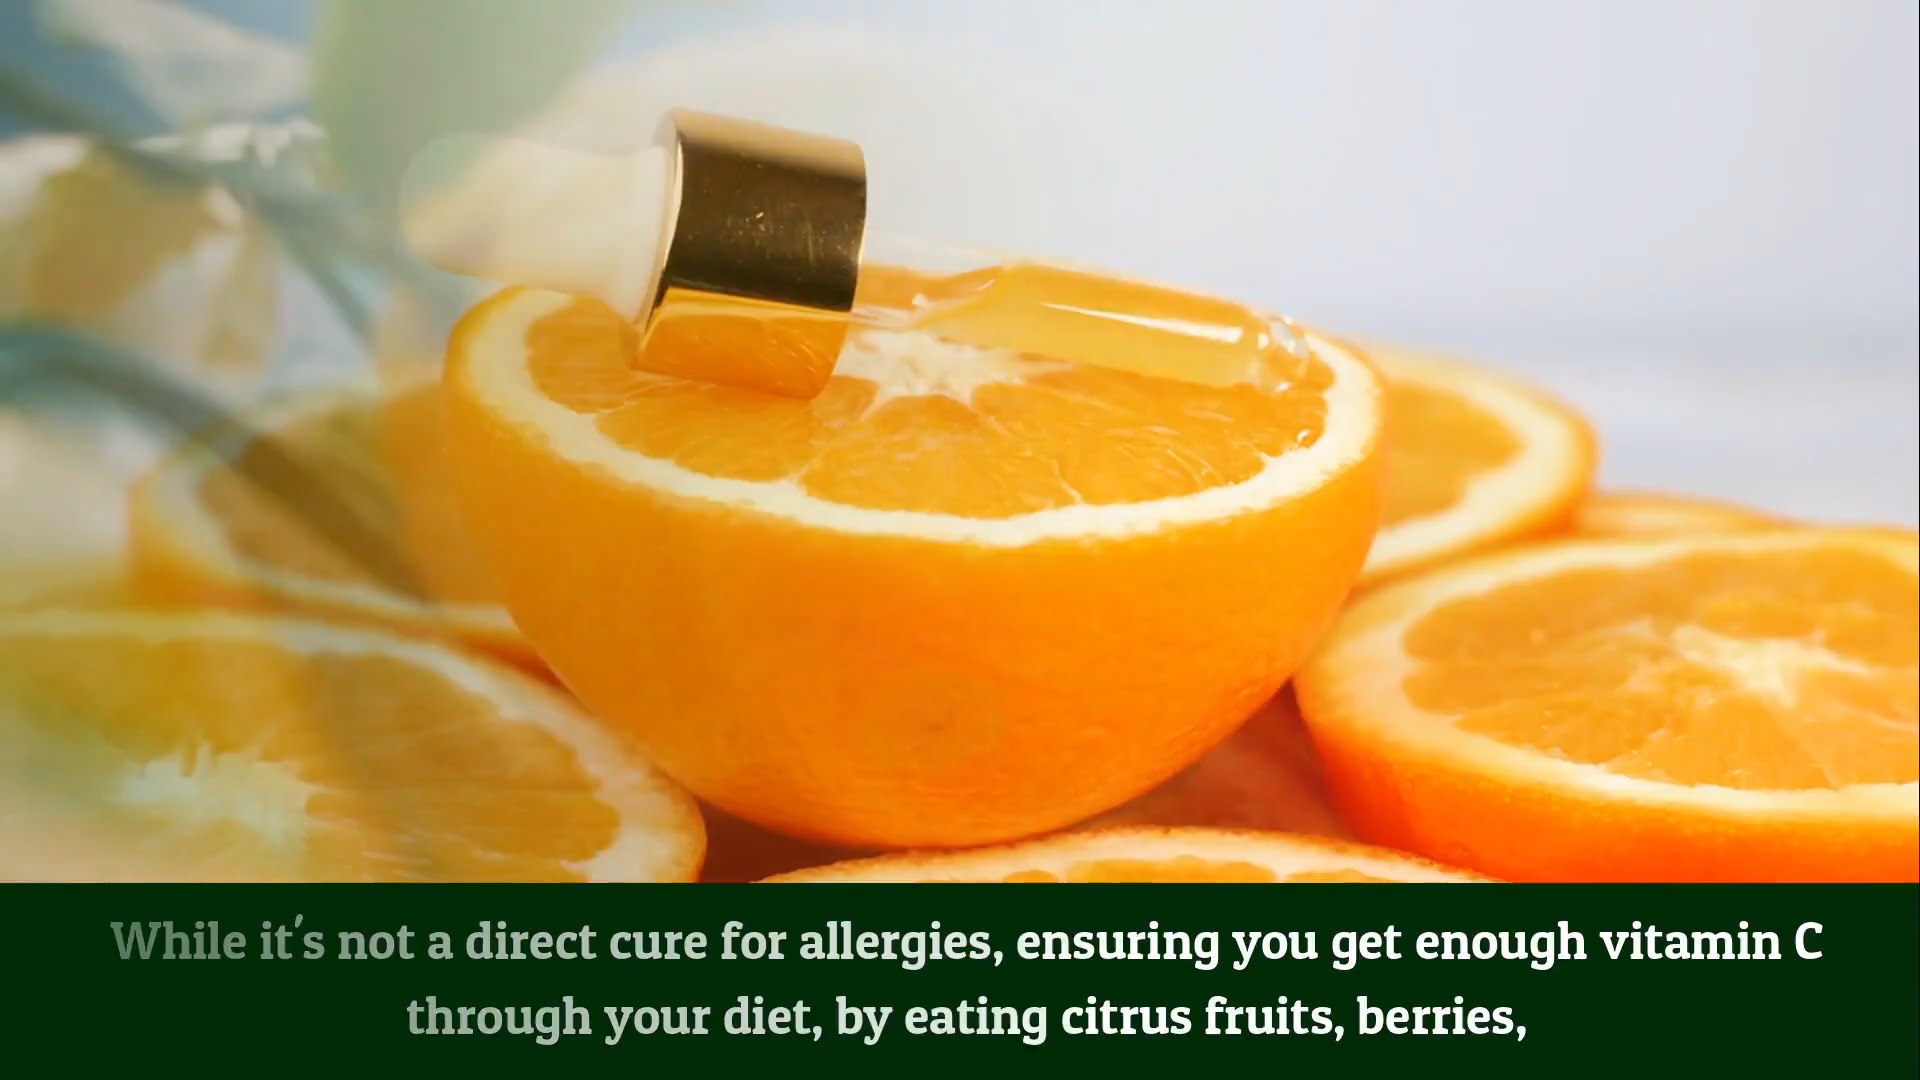 While it's not a direct cure for allergies, ensuring you get enough vitamin C
through your diet, by eating citrus fruits, berries,